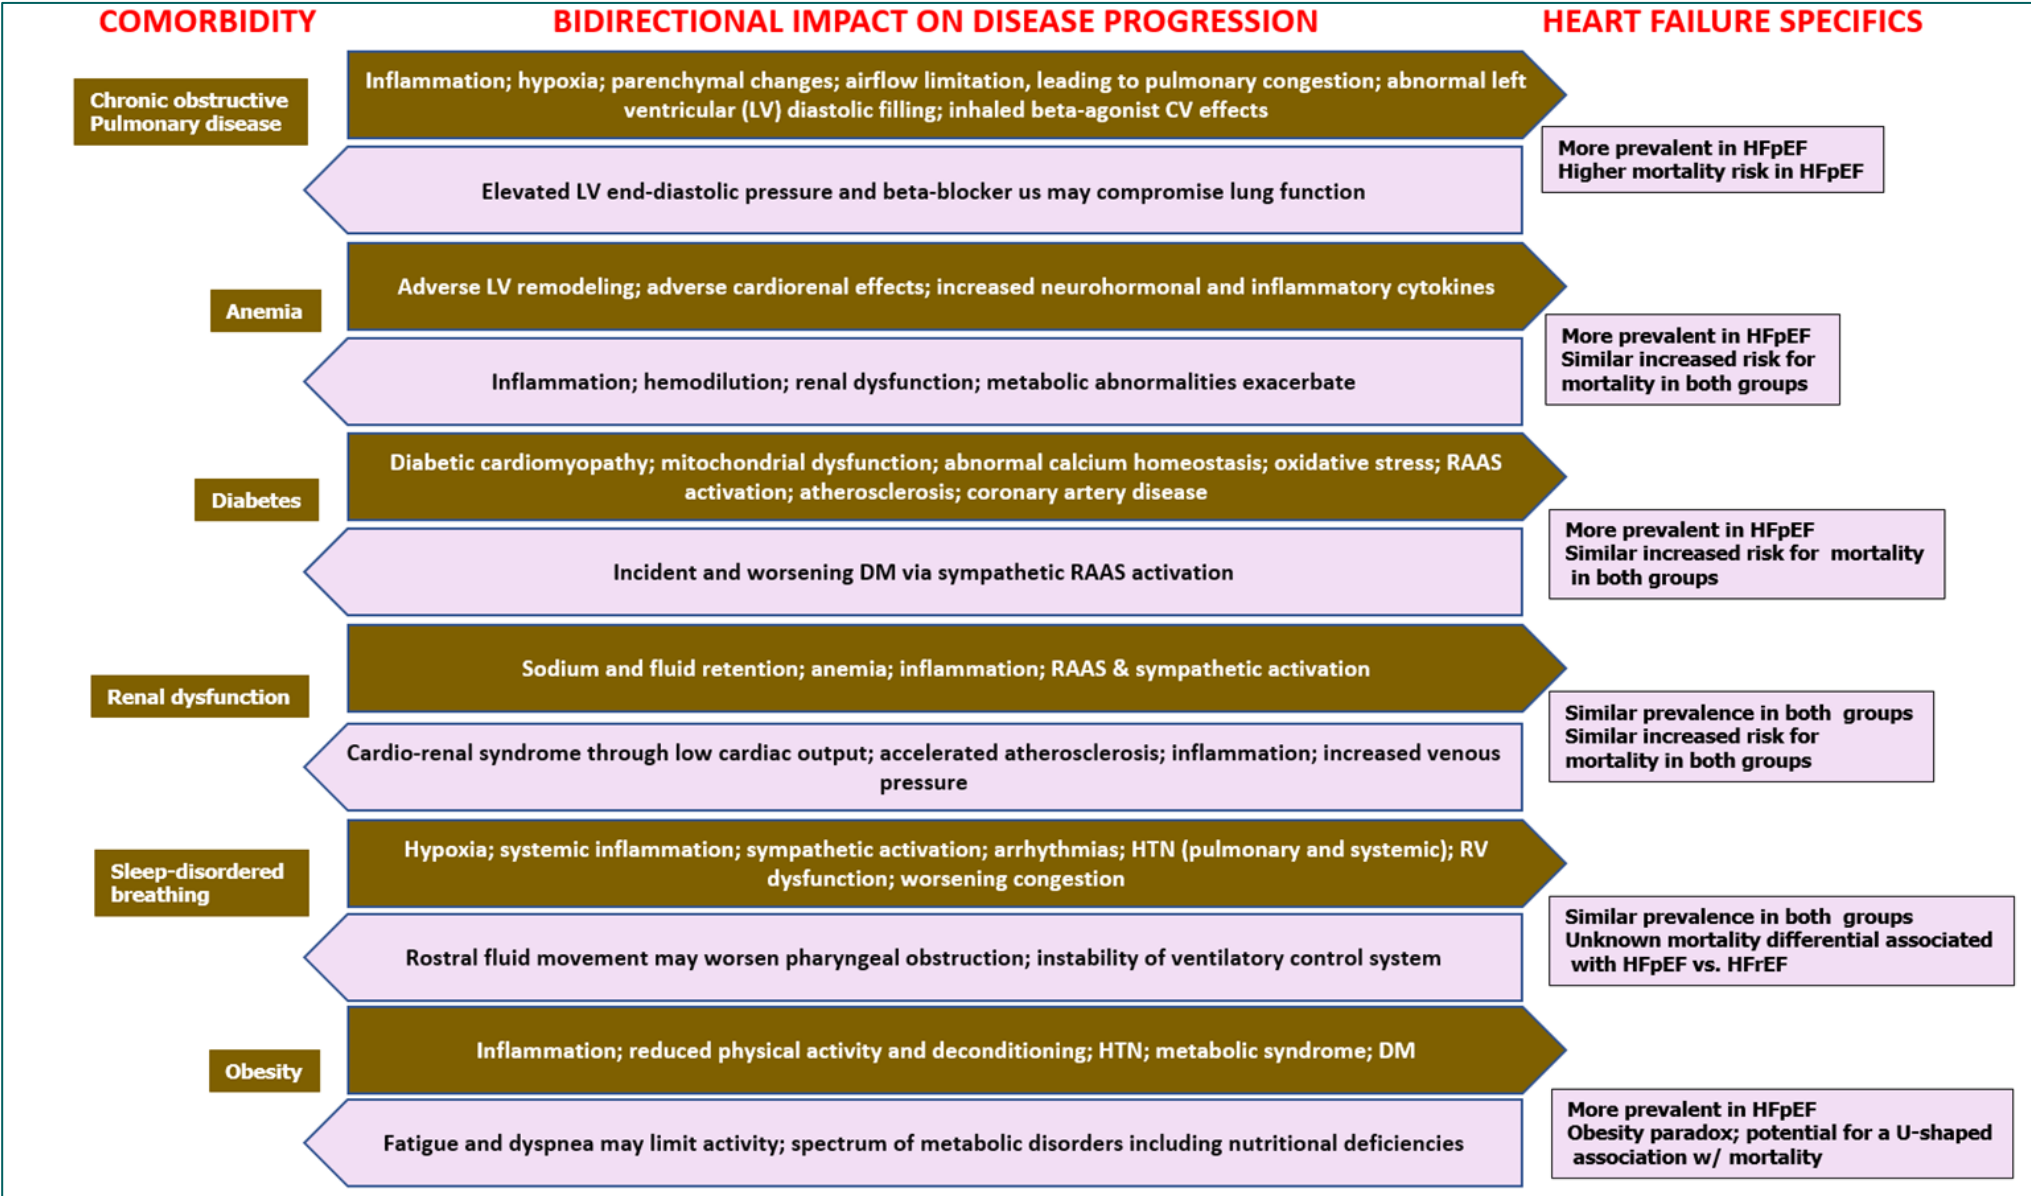 COMORBIDITY
BIDIRECTIONAL IMPACT ON DISEASE PROGRESSION
HEART FAILURE SPECIFICS
Chronic obstructive
Pulmonary disease
Inflammation; hypoxia; parenchymal changes; airflow limitation, leading to pulmonary congestion; abnormal left
ventricular (LV) diastolic filling; inhaled beta-agonist CV effects
Elevated LV end-diastolic pressure and beta-blocker us may compromise lung function
More prevalent in HFpEF
Higher mortality risk in HFpEF
Anemia
Adverse LV remodeling; adverse cardiorenal effects; increased neurohormonal and inflammatory cytokines
Inflammation; hemodilution; renal dysfunction; metabolic abnormalities exacerbate
More prevalent in HFpEF
Similar increased risk for
mortality in both groups
Diabetes
Diabetic cardiomyopathy; mitochondrial dysfunction; abnormal calcium homeostasis; oxidative stress; RAAS
activation; atherosclerosis; coronary artery disease
Incident and worsening DM via sympathetic RAAS activation
More prevalent in HFpEF
Similar increased risk for mortality
in both groups
Renal dysfunction
Sodium and fluid retention; anemia; inflammation; RAAS & sympathetic activation
Cardio-renal syndrome through low cardiac output; accelerated atherosclerosis; inflammation; increased venous
pressure
Similar prevalence in both groups
Similar increased risk for
mortality in both groups
Sleep-disordered
breathing
Hypoxia; systemic inflammation; sympathetic activation; arrhythmias; HTN (pulmonary and systemic); RV
dysfunction; worsening congestion
Rostral fluid movement may worsen pharyngeal obstruction; instability of ventilatory control system
Similar prevalence in both groups
Unknown mortality differential associated
with HFpEF vs. HFrEF
Obesity
Inflammation; reduced physical activity and deconditioning; HTN; metabolic syndrome; DM
Fatigue and dyspnea may limit activity; spectrum of metabolic disorders including nutritional deficiencies
More prevalent in HFpEF
Obesity paradox; potential for a U-shaped
association w/ mortality